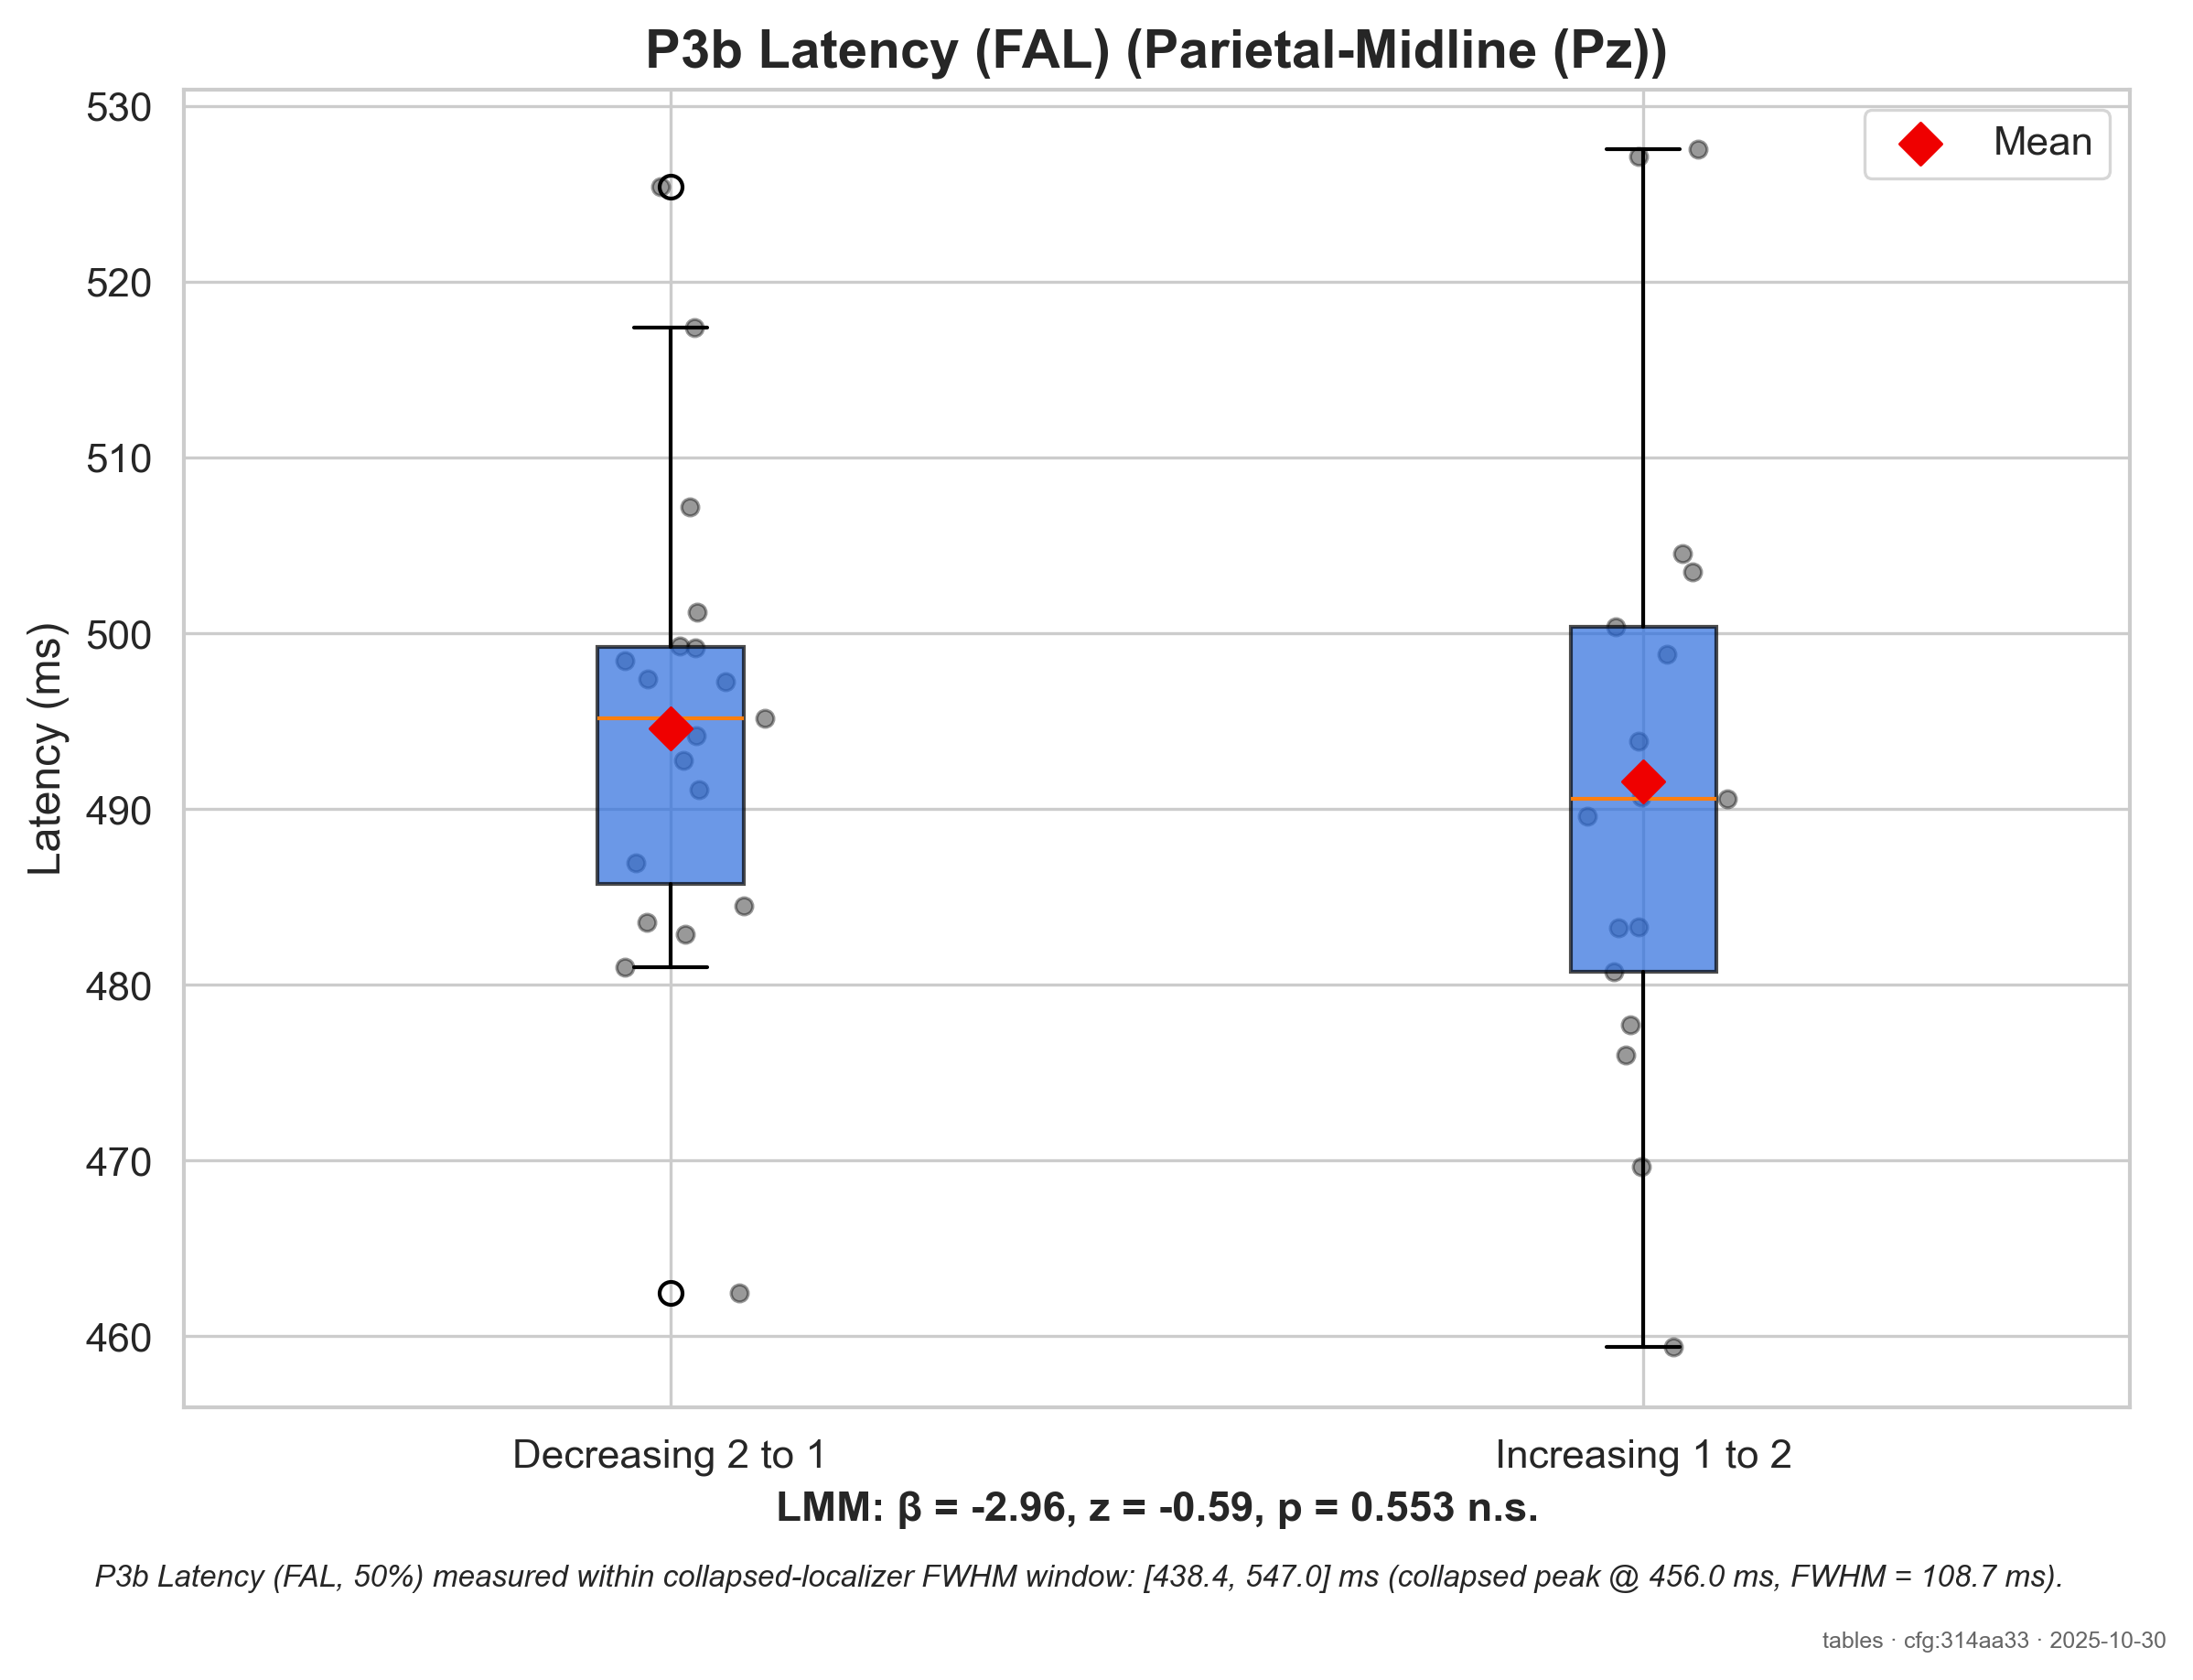 P3b Latency (FAL) (Parietal-Midline (Pz))
Mean
Latency (ms)
530
520
510
500
490
480
470
460
Decreasing 2 to 1
Increasing 1 to 2
LMM: β = -2.96, z = -0.59, p = 0.553 n.s.
P3b Latency (FAL, 50%) measured within collapsed-localizer FWHM window: [438.4, 547.0] ms (collapsed peak @ 456.0 ms, FWHM = 108.7 ms).
tables · cfg:314aa33 · 2025-10-30